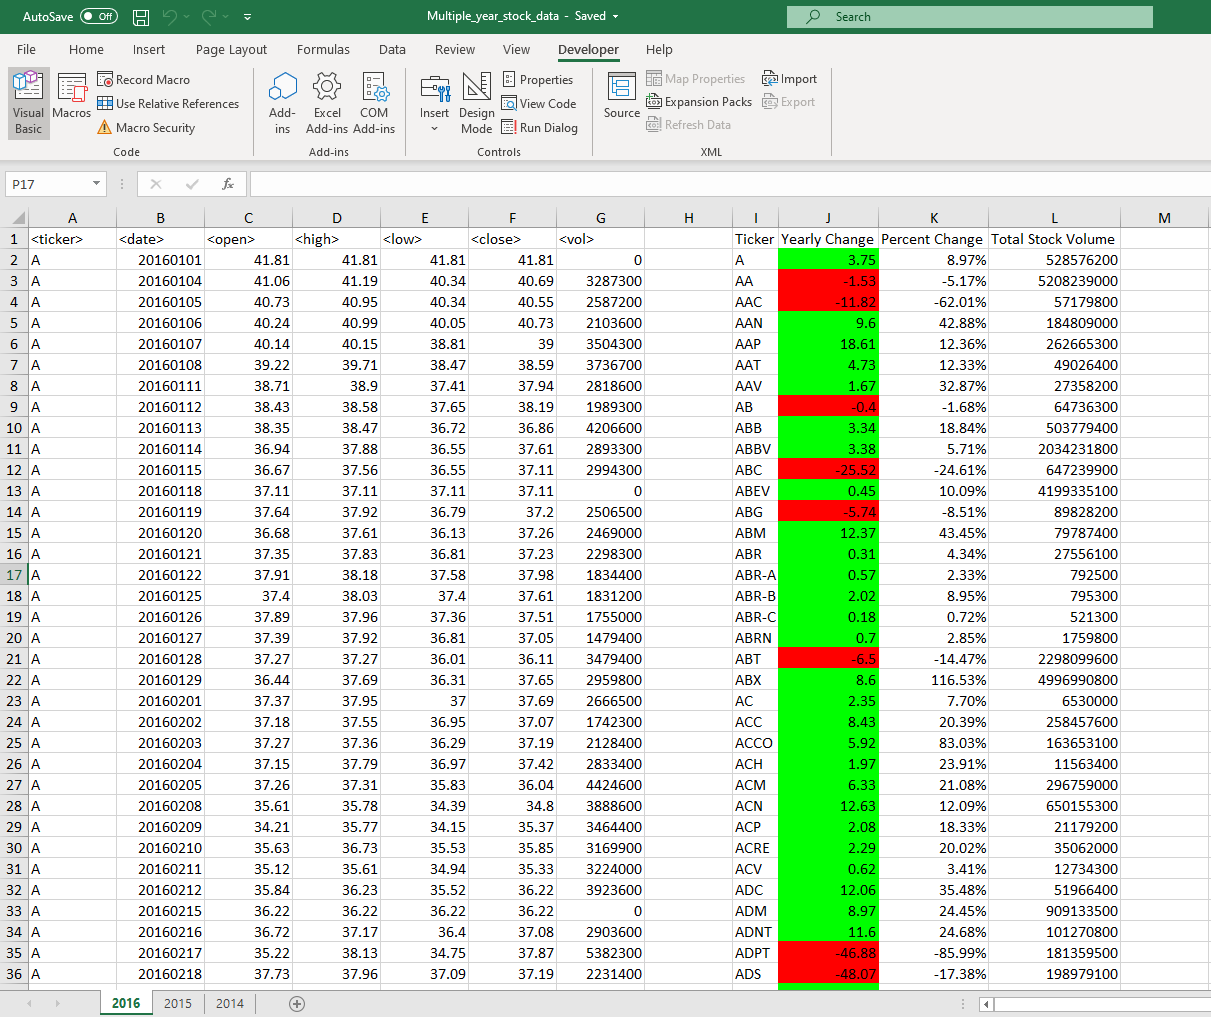 AutoSave Off Multiple_year_stock_data - Saved Search
File Home Insert Page Layout Formulas Data Review View Developer Help
Visual Basic
Macros
Record Macro
Use Relative References
Macro Security
Code
Add-ins
Excel Add-ins
COM Add-ins
Add-ins
Insert
Design Mode
Properties
View Code
Run Dialog
Controls
Source
Map Properties
Expansion Packs
Refresh Data
Import
Export
XML
P17 fx
A B C D E F G H I J K L M
1 <ticker> <date> <open> <high> <low> <close> <vol> Ticker Yearly Change Percent Change Total Stock Volume
2 A 20160101 41.81 41.81 41.81 41.81 0 A 3.75 8.97% 528576200
3 A 20160104 41.06 41.19 40.34 40.69 3287300 AA -1.53 -5.17% 5208239000
4 A 20160105 40.73 40.95 40.34 40.55 2587200 AAC -11.82 -62.01% 57179800
5 A 20160106 40.24 40.99 40.05 40.73 2103600 AAN 9.6 42.88% 184809000
6 A 20160107 40.14 40.15 38.81 39 3504300 AAP 18.61 12.36% 262665300
7 A 20160108 39.22 39.71 38.47 38.59 3736700 AAT 4.73 12.33% 49026400
8 A 20160111 38.71 38.9 37.41 37.94 2818600 AAV 1.67 32.87% 27358200
9 A 20160112 38.43 38.58 37.65 38.19 1989300 AB -0.4 -1.68% 64736300
10 A 20160113 38.35 38.47 36.72 36.86 4206600 ABB 3.34 18.84% 503779400
11 A 20160114 36.94 37.88 36.55 37.61 2893300 ABBV 3.38 5.71% 2034231800
12 A 20160115 36.67 37.56 36.55 37.11 2994300 ABC -25.52 -24.61% 647239900
13 A 20160118 37.11 37.11 37.11 37.11 0 ABEV 0.45 10.09% 4199335100
14 A 20160119 37.64 37.92 36.79 37.2 2506500 ABG -5.74 -8.51% 89828200
15 A 20160120 36.68 37.61 36.13 37.26 2469000 ABM 12.37 43.45% 79787400
16 A 20160121 37.35 37.83 36.81 37.23 2298300 ABR 0.31 4.34% 27556100
17 A 20160122 37.91 38.18 37.58 37.98 1834400 ABR-A 0.57 2.33% 792500
18 A 20160125 37.4 38.03 37.4 37.61 1831200 ABR-B 2.02 8.95% 795300
19 A 20160126 37.89 37.96 37.36 37.51 1755000 ABR-C 0.18 0.72% 521300
20 A 20160127 37.39 37.92 36.81 37.05 1479400 ABRN 0.7 2.85% 1759800
21 A 20160128 37.27 37.27 36.01 36.11 3479400 ABT -6.5 -14.47% 2298099600
22 A 20160129 36.44 37.69 36.31 37.65 2959800 ABX 8.6 116.53% 4996990800
23 A 20160201 37.37 37.95 37 37.69 2666500 AC 2.35 7.70% 6530000
24 A 20160202 37.18 37.55 36.95 37.07 1742300 ACC 8.43 20.39% 258457600
25 A 20160203 37.27 37.36 36.29 37.19 2128400 ACCO 5.92 83.03% 163653100
26 A 20160204 37.15 37.79 36.97 37.42 2833400 ACH 1.97 23.91% 11563400
27 A 20160205 37.26 37.31 35.83 36.04 4424600 ACM 6.33 21.08% 296759000
28 A 20160208 35.61 35.78 34.39 34.8 3888600 ACN 12.63 12.09% 650155300
29 A 20160209 34.21 35.77 34.15 35.37 3464400 ACP 2.08 18.33% 21179200
30 A 20160210 35.63 36.73 35.53 35.85 3169900 ACRE 2.29 20.02% 35062000
31 A 20160211 35.12 35.61 34.94 35.33 3224000 ACV 0.62 3.41% 12734300
32 A 20160212 35.84 36.23 35.52 36.22 3923600 ADC 12.06 35.48% 51966400
33 A 20160215 36.22 36.22 36.22 36.22 0 ADM 8.97 24.45% 909133500
34 A 20160216 36.72 37.17 36.4 37.08 2903600 ADNT 11.6 24.68% 101270800
35 A 20160217 35.22 38.13 34.75 37.87 5382300 ADPT -46.88 -85.99% 181359500
36 A 20160218 37.73 37.96 37.09 37.19 2231400 ADS -48.07 -17.38% 198979100
2016 2015 2014